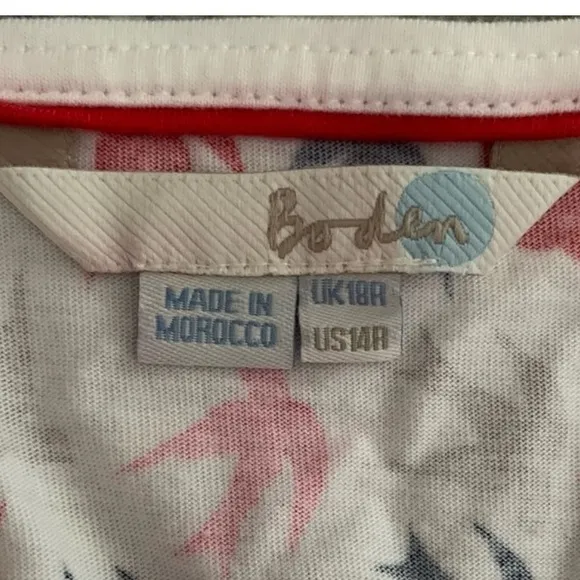 Boden
MADE IN
MOROCCO
UK18R
US14R